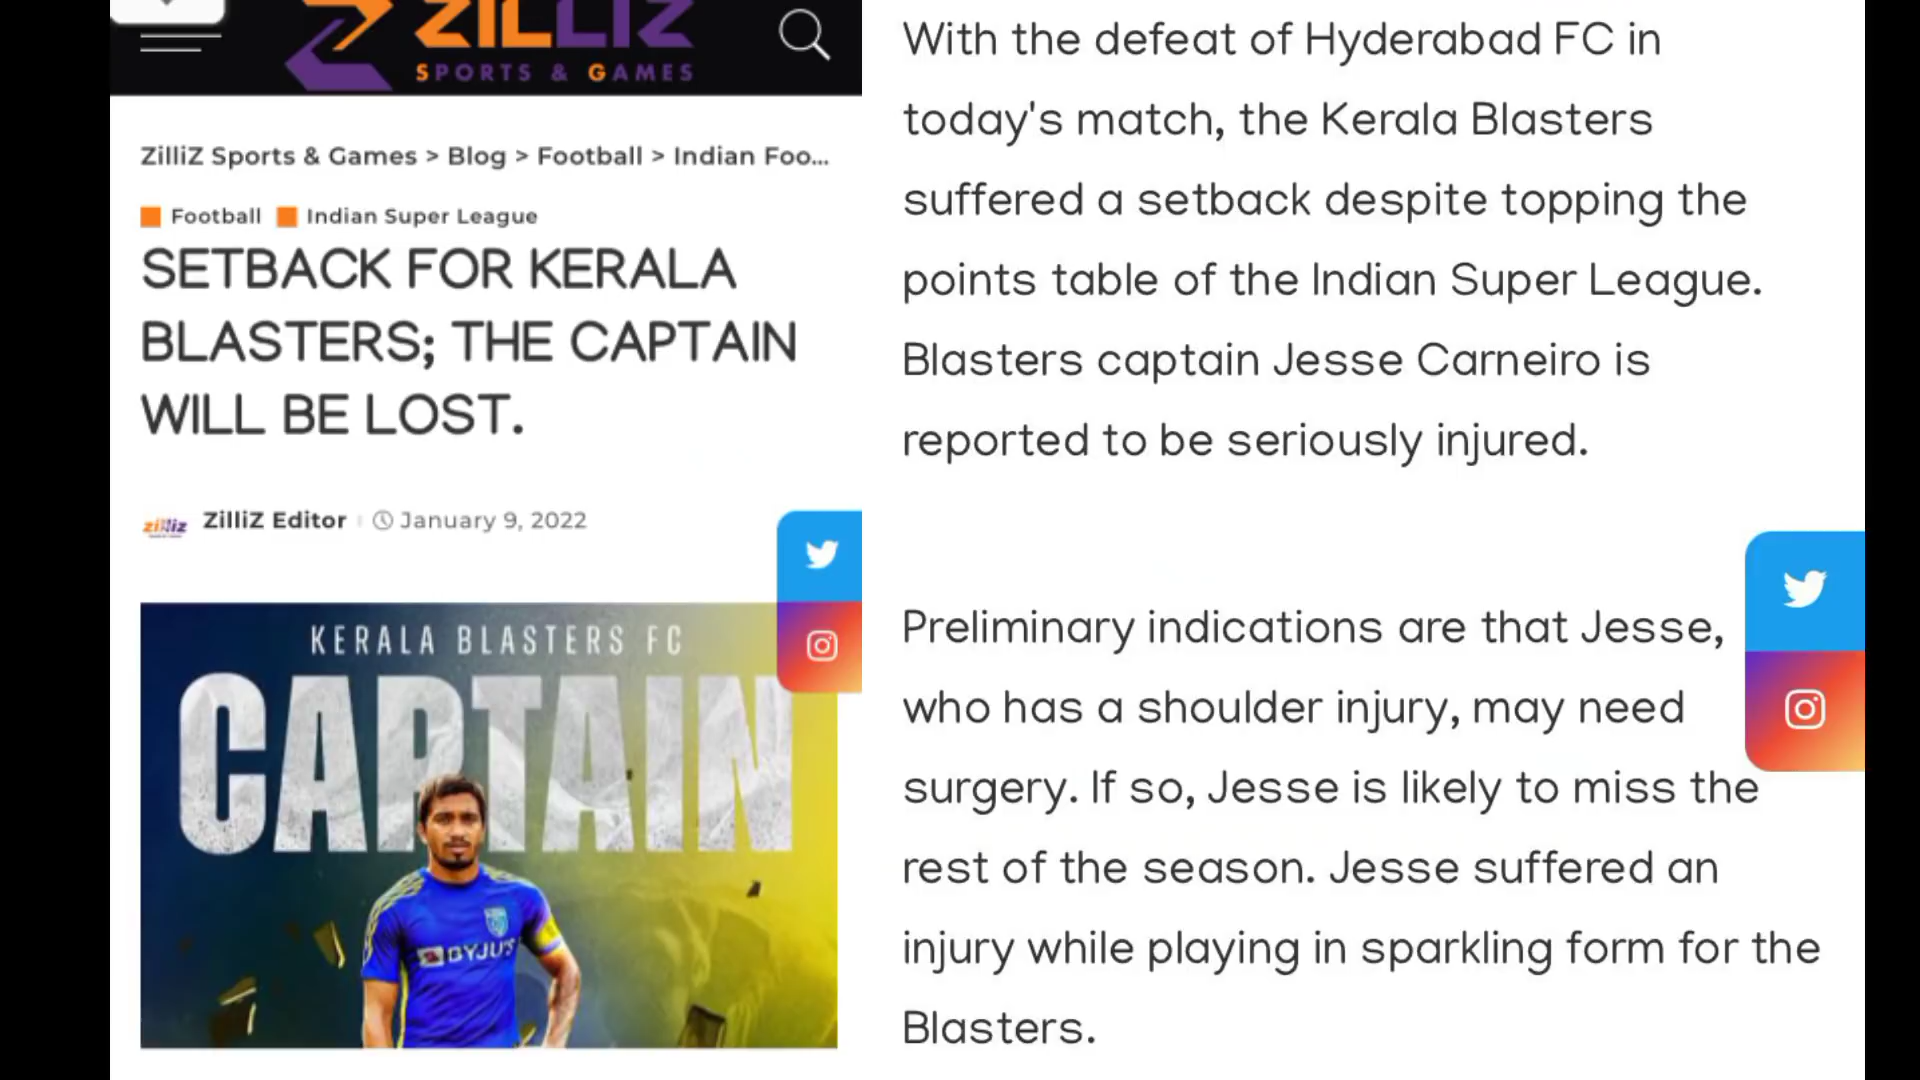 ZILLIZ
SPORTS & GAMES
ZilliZ Sports & Games > Blog > Football > Indian Foo...
Football Indian Super League
SETBACK FOR KERALA
BLASTERS; THE CAPTAIN
WILL BE LOST.
zilliz ZilliZ Editor January 9, 2022
KERALA BLASTERS FC
CAPTAIN
BYJU'S
With the defeat of Hyderabad FC in
today's match, the Kerala Blasters
suffered a setback despite topping the
points table of the Indian Super League.
Blasters captain Jesse Carneiro is
reported to be seriously injured.
Preliminary indications are that Jesse,
who has a shoulder injury, may need
surgery. If so, Jesse is likely to miss the
rest of the season. Jesse suffered an
injury while playing in sparkling form for the
Blasters.